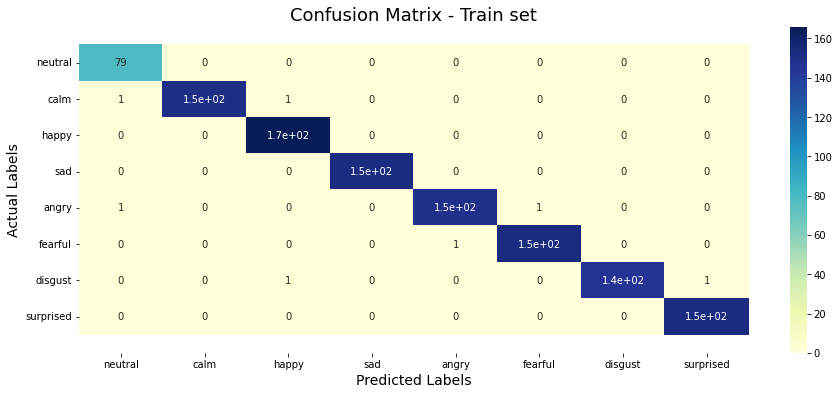 Confusion Matrix - Train set
Actual Labels
neutral 79 0 0 0 0 0 0 0
calm 1 1.5e+02 1 0 0 0 0 0
happy 0 0 1.7e+02 0 0 0 0 0
sad 0 0 0 1.5e+02 0 0 0 0
angry 1 0 0 0 1.5e+02 1 0 0
fearful 0 0 0 0 1 1.5e+02 0 0
disgust 0 0 1 0 0 0 1.4e+02 1
surprised 0 0 0 0 0 0 0 1.5e+02
neutral calm happy sad angry fearful disgust surprised
Predicted Labels
160
140
120
100
80
60
40
20
0